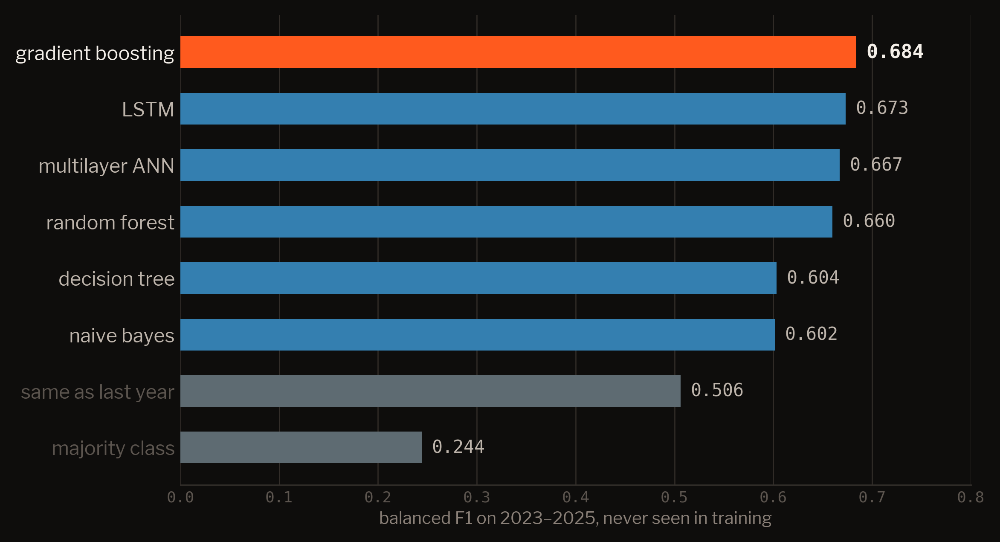 gradient boosting 0.684
LSTM 0.673
multilayer ANN 0.667
random forest 0.660
decision tree 0.604
naive bayes 0.602
same as last year 0.506
majority class 0.244
0.0 0.1 0.2 0.3 0.4 0.5 0.6 0.7 0.8
balanced F1 on 2023–2025, never seen in training